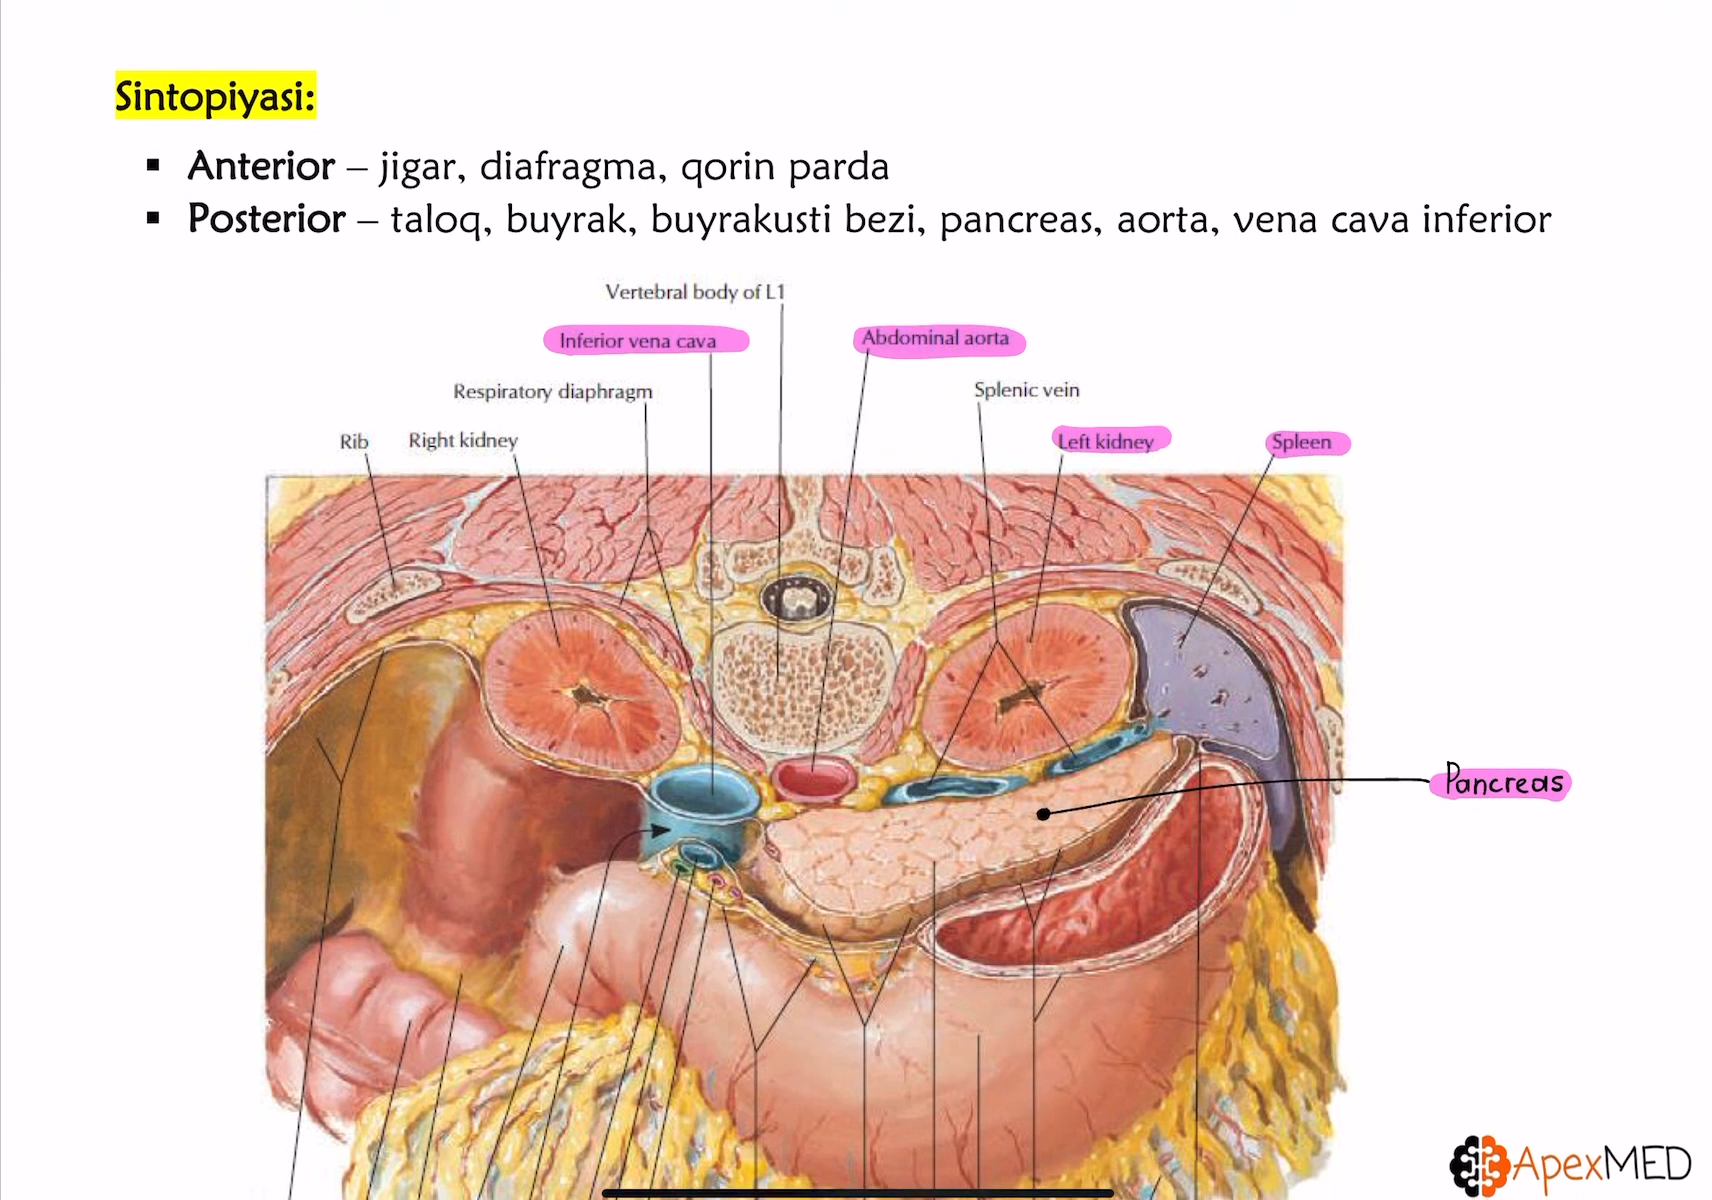 Sintopiyasi:
▪ Anterior – jigar, diafragma, qorin parda
▪ Posterior – taloq, buyrak, buyrakusti bezi, pancreas, aorta, vena cava inferior
Vertebral body of L1
Inferior vena cava
Abdominal aorta
Respiratory diaphragm
Splenic vein
Rib
Right kidney
Left kidney
Spleen
Pancreas
ApexMED